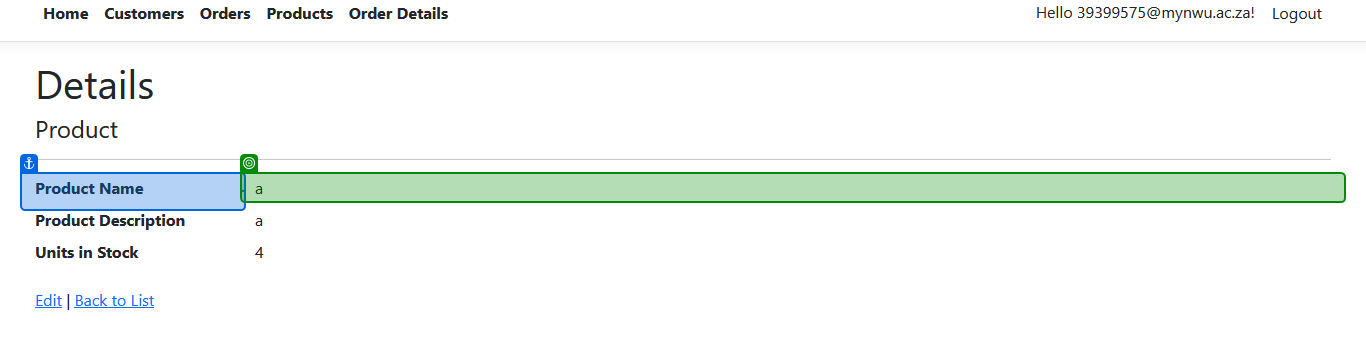 Home Customers Orders Products Order Details Hello 39399575@mynwu.ac.za! Logout
Details
Product
Product Name a
Product Description a
Units in Stock 4
Edit | Back to List